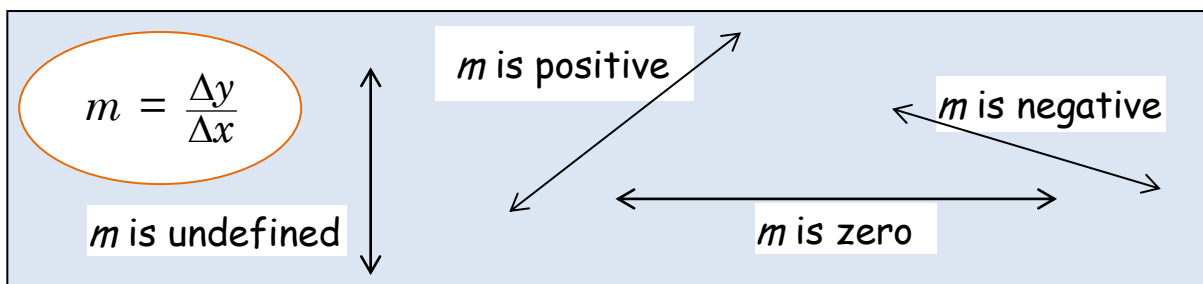 m = Δy/Δx
m is positive
m is negative
m is undefined
m is zero